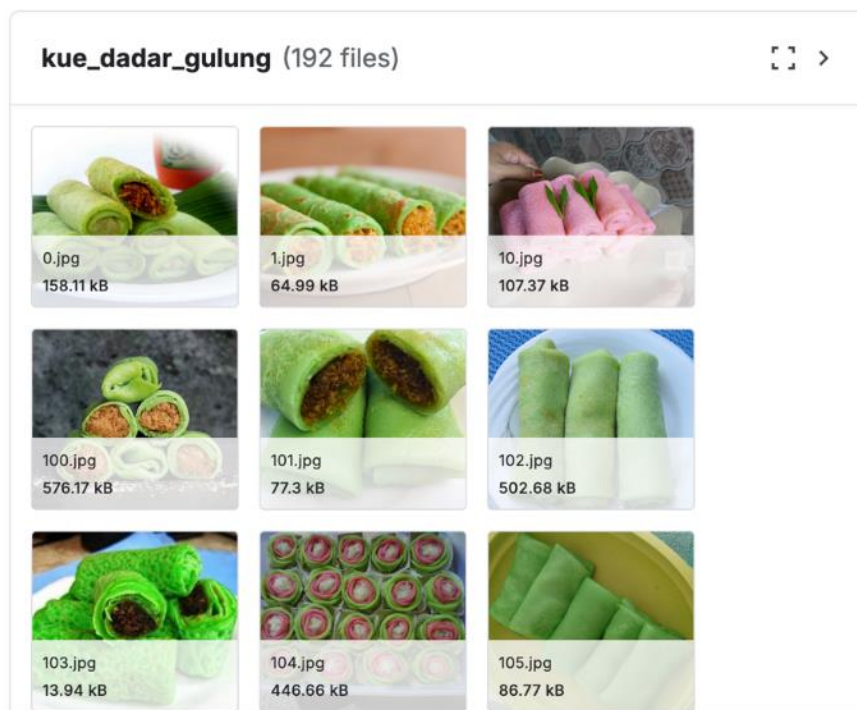 kue_dadar_gulung (192 files)
0.jpg
158.11 kB
1.jpg
64.99 kB
10.jpg
107.37 kB
100.jpg
576.17 kB
101.jpg
77.3 kB
102.jpg
502.68 kB
103.jpg
13.94 kB
104.jpg
446.66 kB
105.jpg
86.77 kB